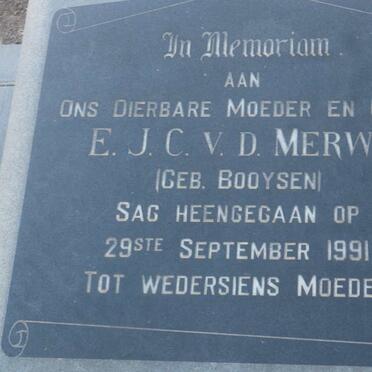 In Memoriam
AAN
ONS DIERBARE MOEDER EN
E. J. C. V. D. MERW
(GEB. BOOYSEN)
SAG HEENGEGAAN OP
29STE SEPTEMBER 1991
TOT WEDERSIENS MOEDE